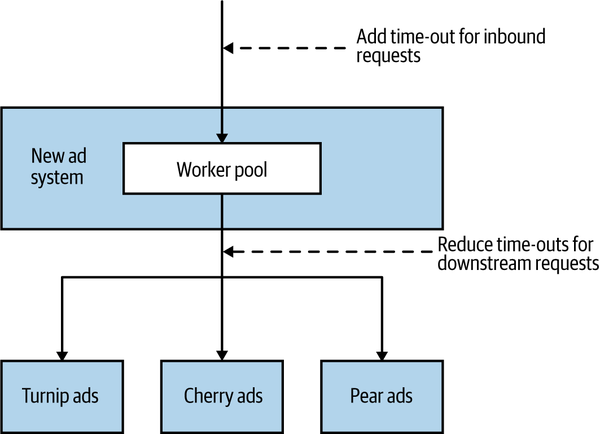 Add time-out for inbound
requests
New ad
system
Worker pool
Reduce time-outs for
downstream requests
Turnip ads
Cherry ads
Pear ads